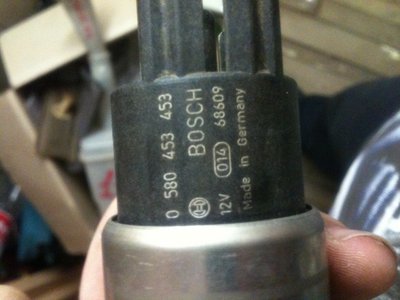 0 580 453 453
BOSCH
12V 014 68609
Made in Germany